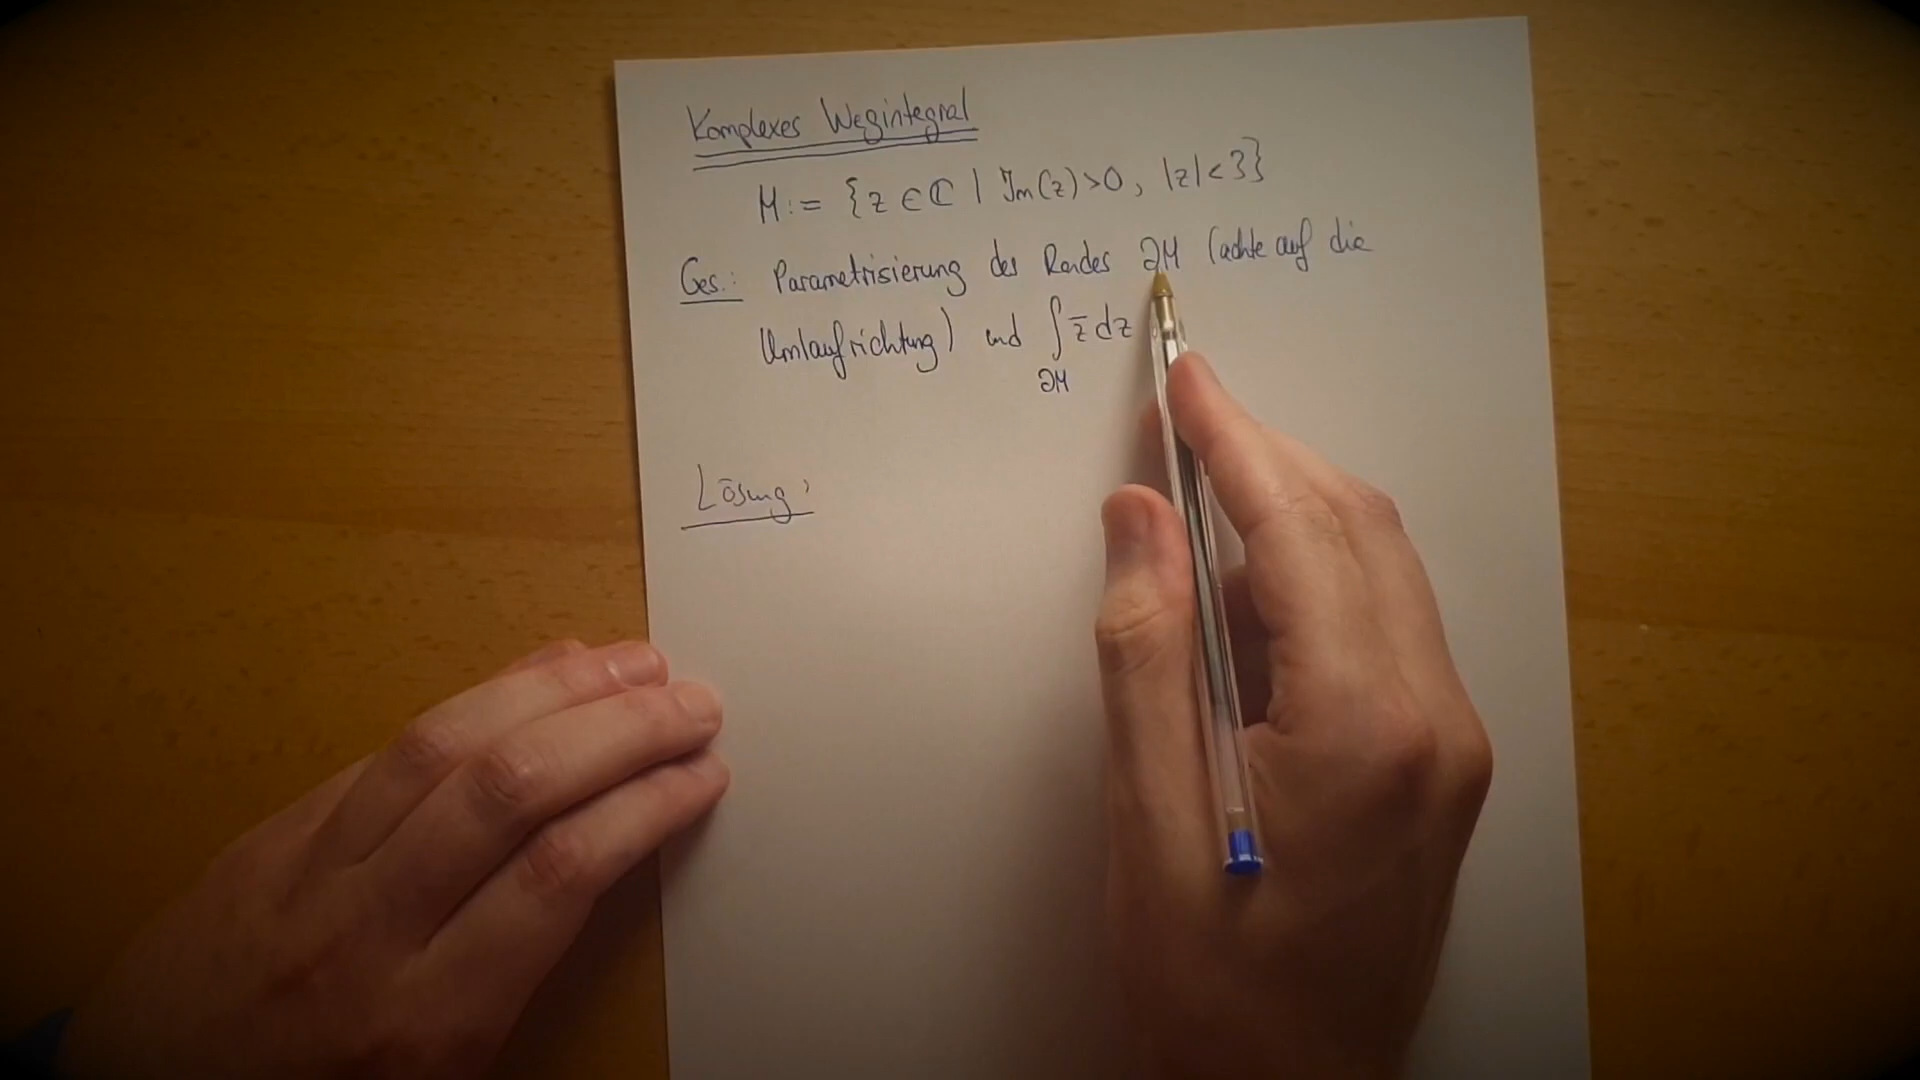 Komplexes Wegintegral
M := {z ∈ ℂ | Im(z)>0, |z|<3}
Ges.: Parametrisierung des Randes ∂M (achte auf die
Umlaufrichtung) und ∫ z̅ dz
∂M
Lösung: